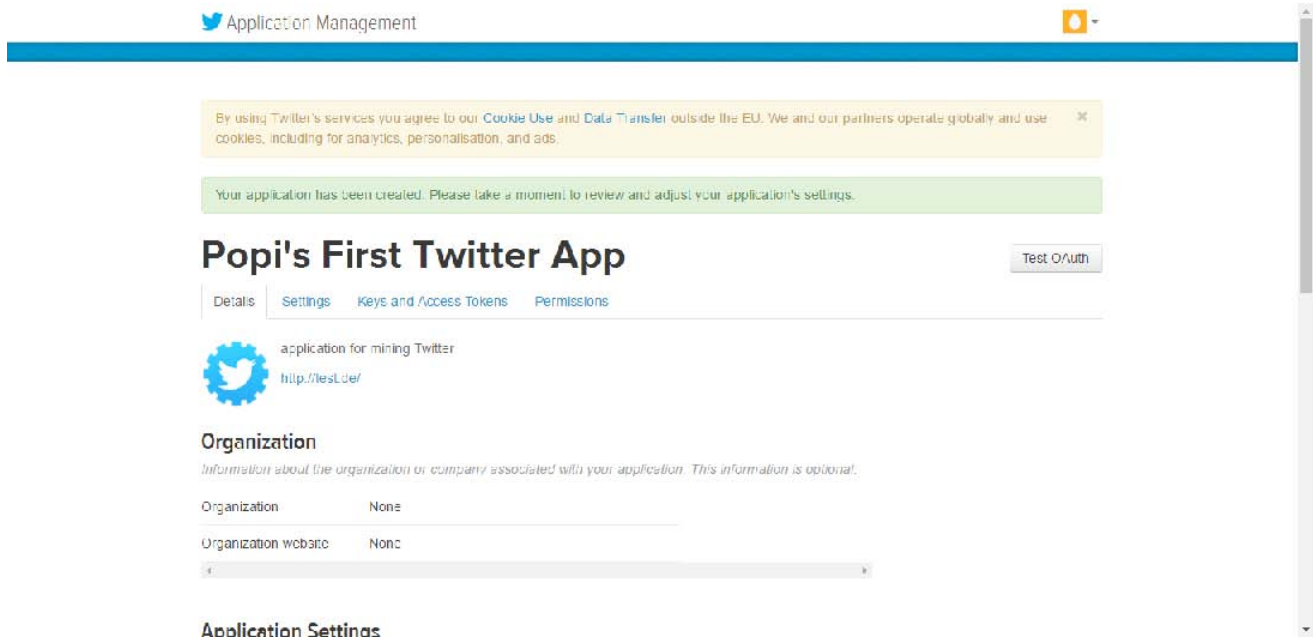 Application Management
By using Twitter's services you agree to our Cookie Use and Data Transfer outside the EU. We and our partners operate globally and use
cookies, including for analytics, personalisation, and ads.
×
Your application has been created. Please take a moment to review and adjust your application's settings.
Popi's First Twitter App
Test OAuth
Details Settings Keys and Access Tokens Permissions
application for mining Twitter
http://test.de/
Organization
Information about the organization or company associated with your application. This information is optional.
Organization None
Organization website None
Application Settings